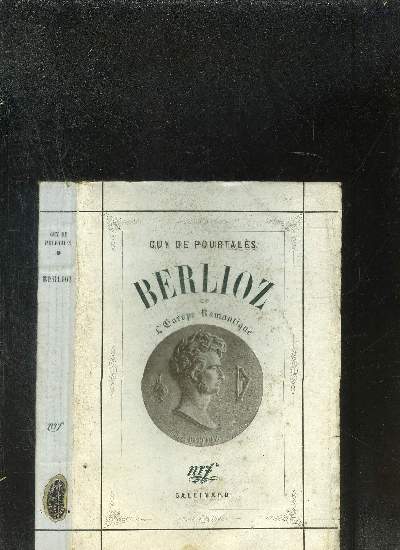 GUY DE POURTALÈS
BERLIOZ
et
L'Europe Romantique
nrf
GALLIMARD
GUY DE
POURTALÈS
BERLIOZ
nrf